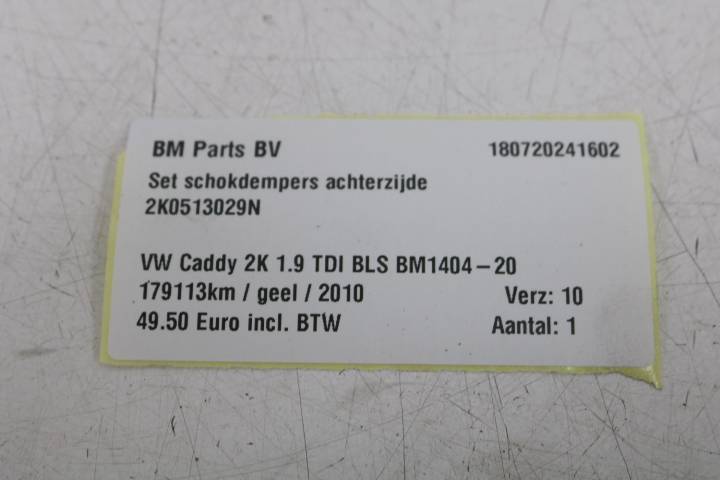 BM Parts BV 180720241602
Set schokdempers achterzijde
2K0513029N
VW Caddy 2K 1.9 TDI BLS BM1404-20
179113km / geel / 2010 Verz: 10
49.50 Euro incl. BTW Aantal: 1